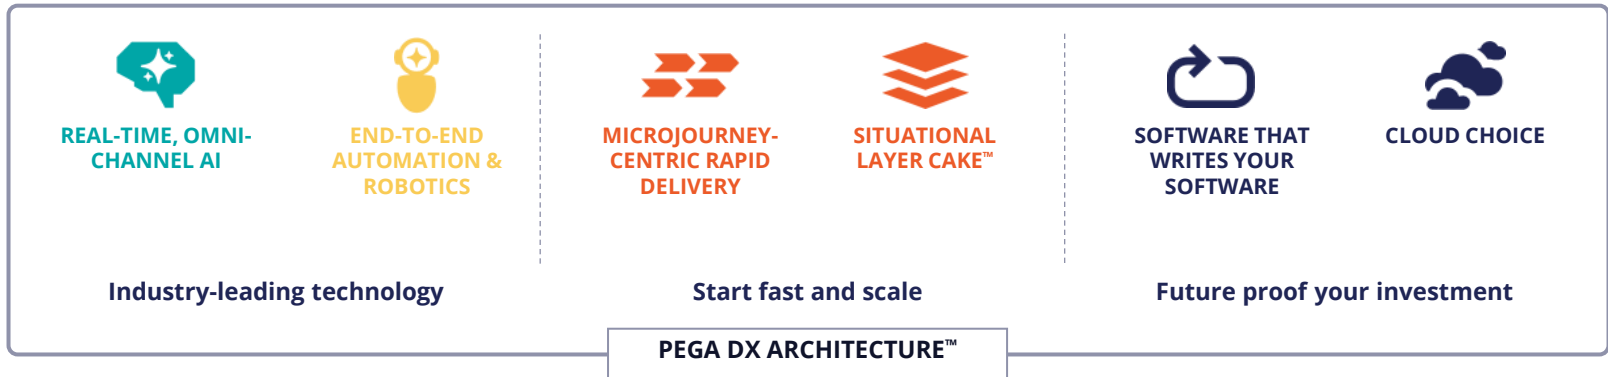 REAL-TIME, OMNI-
CHANNEL AI
END-TO-END
AUTOMATION &
ROBOTICS
MICROJOURNEY-
CENTRIC RAPID
DELIVERY
SITUATIONAL
LAYER CAKE™
SOFTWARE THAT
WRITES YOUR
SOFTWARE
CLOUD CHOICE
Industry-leading technology
Start fast and scale
Future proof your investment
PEGA DX ARCHITECTURE™